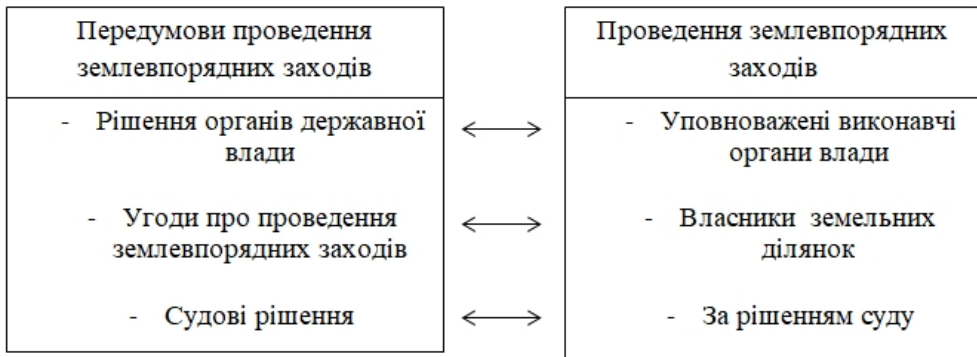 Передумови проведення
землевпорядних заходів
- Рішення органів державної
влади
- Угоди про проведення
землевпорядних заходів
- Судові рішення
Проведення землевпорядних
заходів
- Уповноважені виконавчі
органи влади
- Власники земельних
ділянок
- За рішенням суду